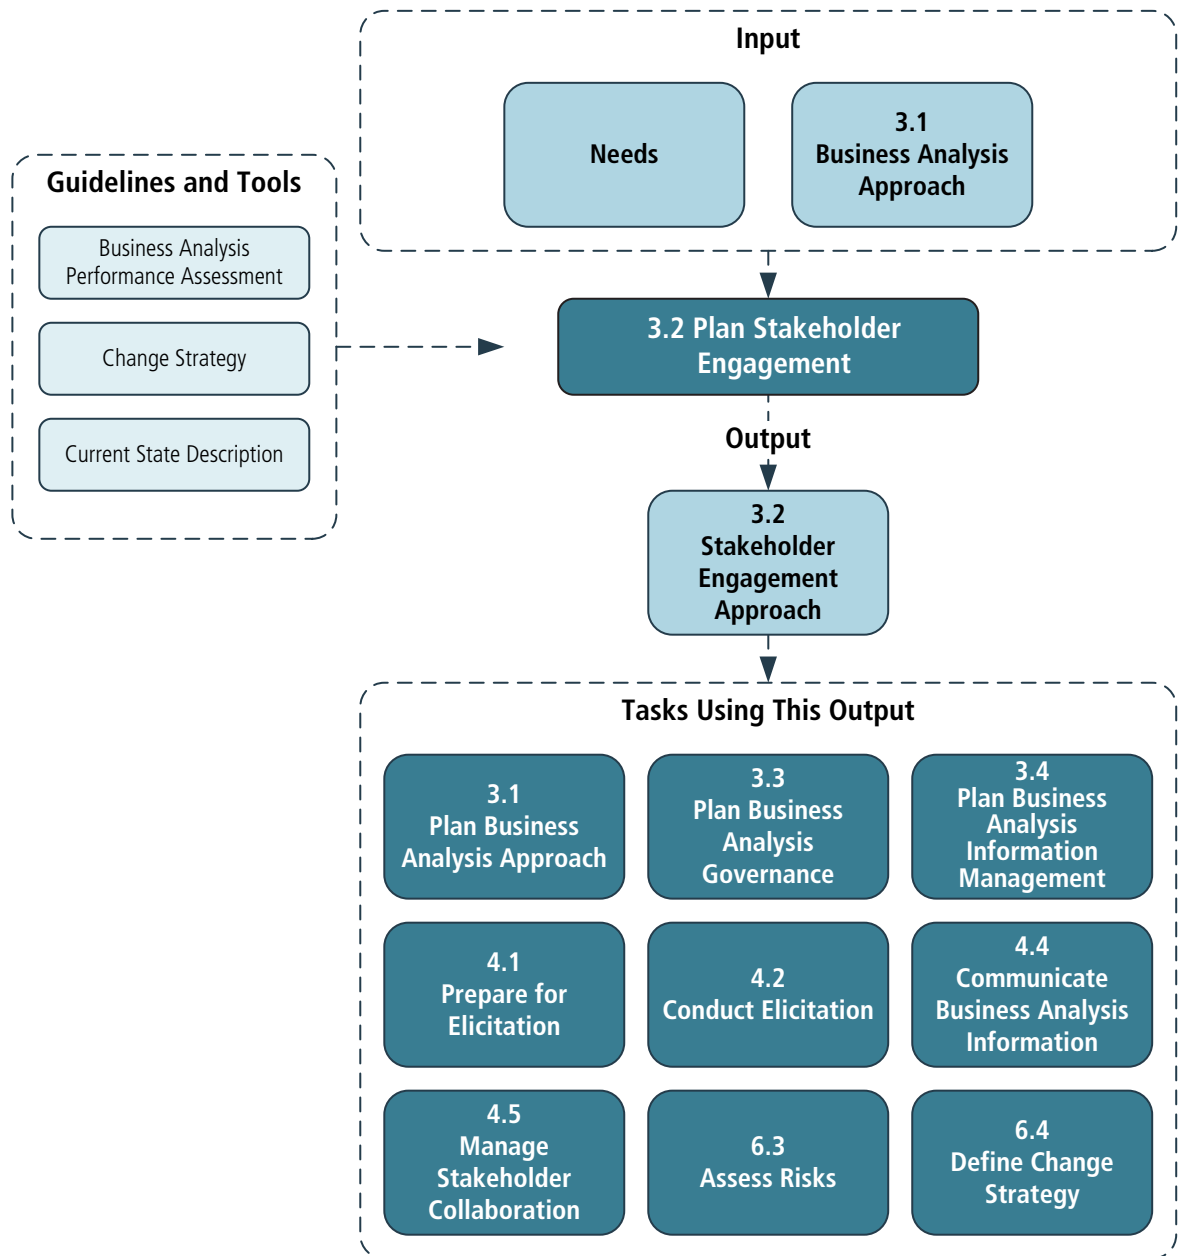 Input
Needs
3.1
Business Analysis
Approach
Guidelines and Tools
Business Analysis
Performance Assessment
Change Strategy
Current State Description
3.2 Plan Stakeholder
Engagement
Output
3.2
Stakeholder
Engagement
Approach
Tasks Using This Output
3.1
Plan Business
Analysis Approach
3.3
Plan Business
Analysis
Governance
3.4
Plan Business
Analysis
Information
Management
4.1
Prepare for
Elicitation
4.2
Conduct Elicitation
4.4
Communicate
Business Analysis
Information
4.5
Manage
Stakeholder
Collaboration
6.3
Assess Risks
6.4
Define Change
Strategy